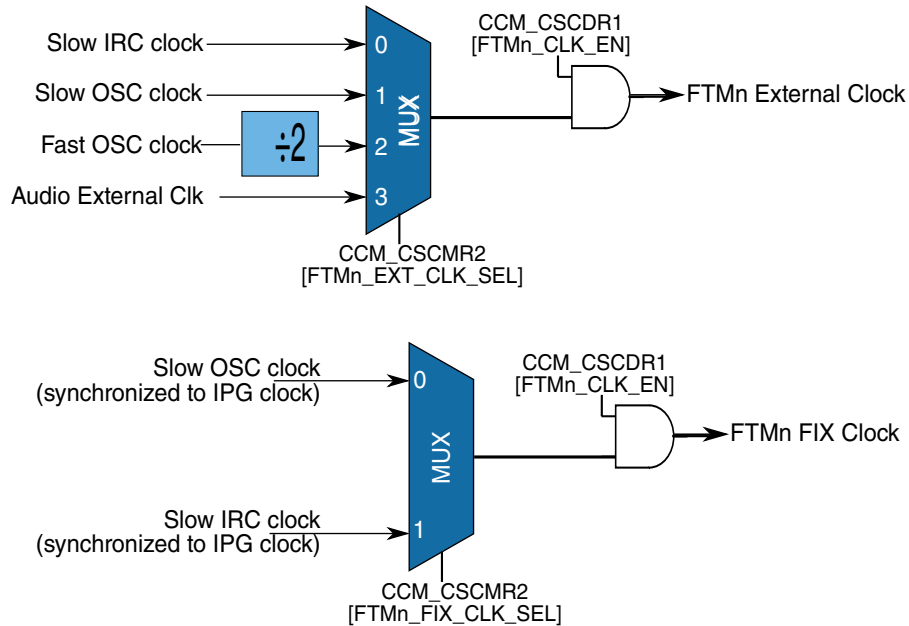 CCM_CSCDR1
[FTMn_CLK_EN]
Slow IRC clock
0
Slow OSC clock
1
FTMn External Clock
MUX
Fast OSC clock
÷2
2
Audio External Clk
3
CCM_CSCMR2
[FTMn_EXT_CLK_SEL]
Slow OSC clock
(synchronized to IPG clock)
0
CCM_CSCDR1
[FTMn_CLK_EN]
FTMn FIX Clock
MUX
Slow IRC clock
(synchronized to IPG clock)
1
CCM_CSCMR2
[FTMn_FIX_CLK_SEL]